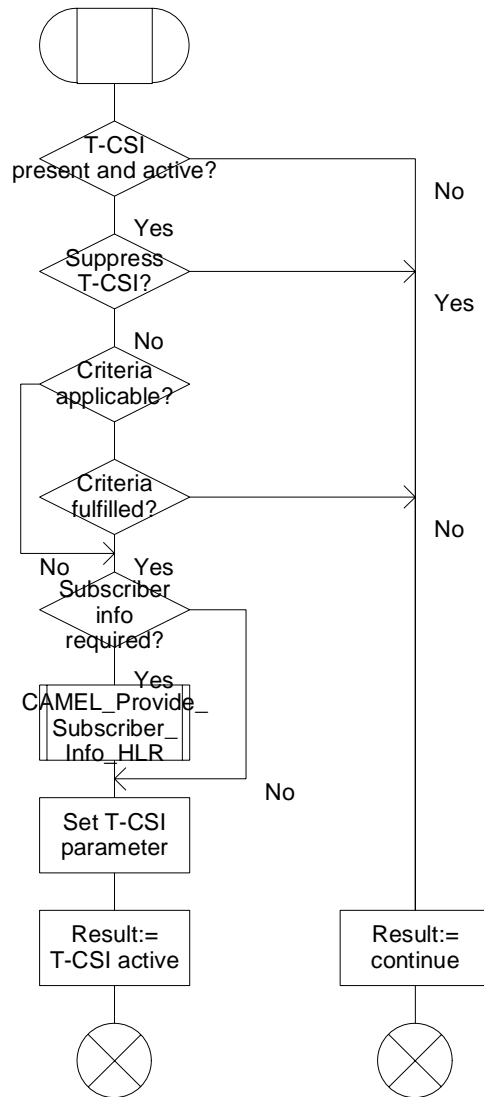 T-CSI
present and active?
No
Yes
Suppress
T-CSI?
Yes
No
Criteria
applicable?
Criteria
fulfilled?
No
No
Yes
Subscriber
info
required?
Yes
CAMEL_Provide_
Subscriber_
Info_HLR
No
Set T-CSI
parameter
Result:=
T-CSI active
Result:=
continue